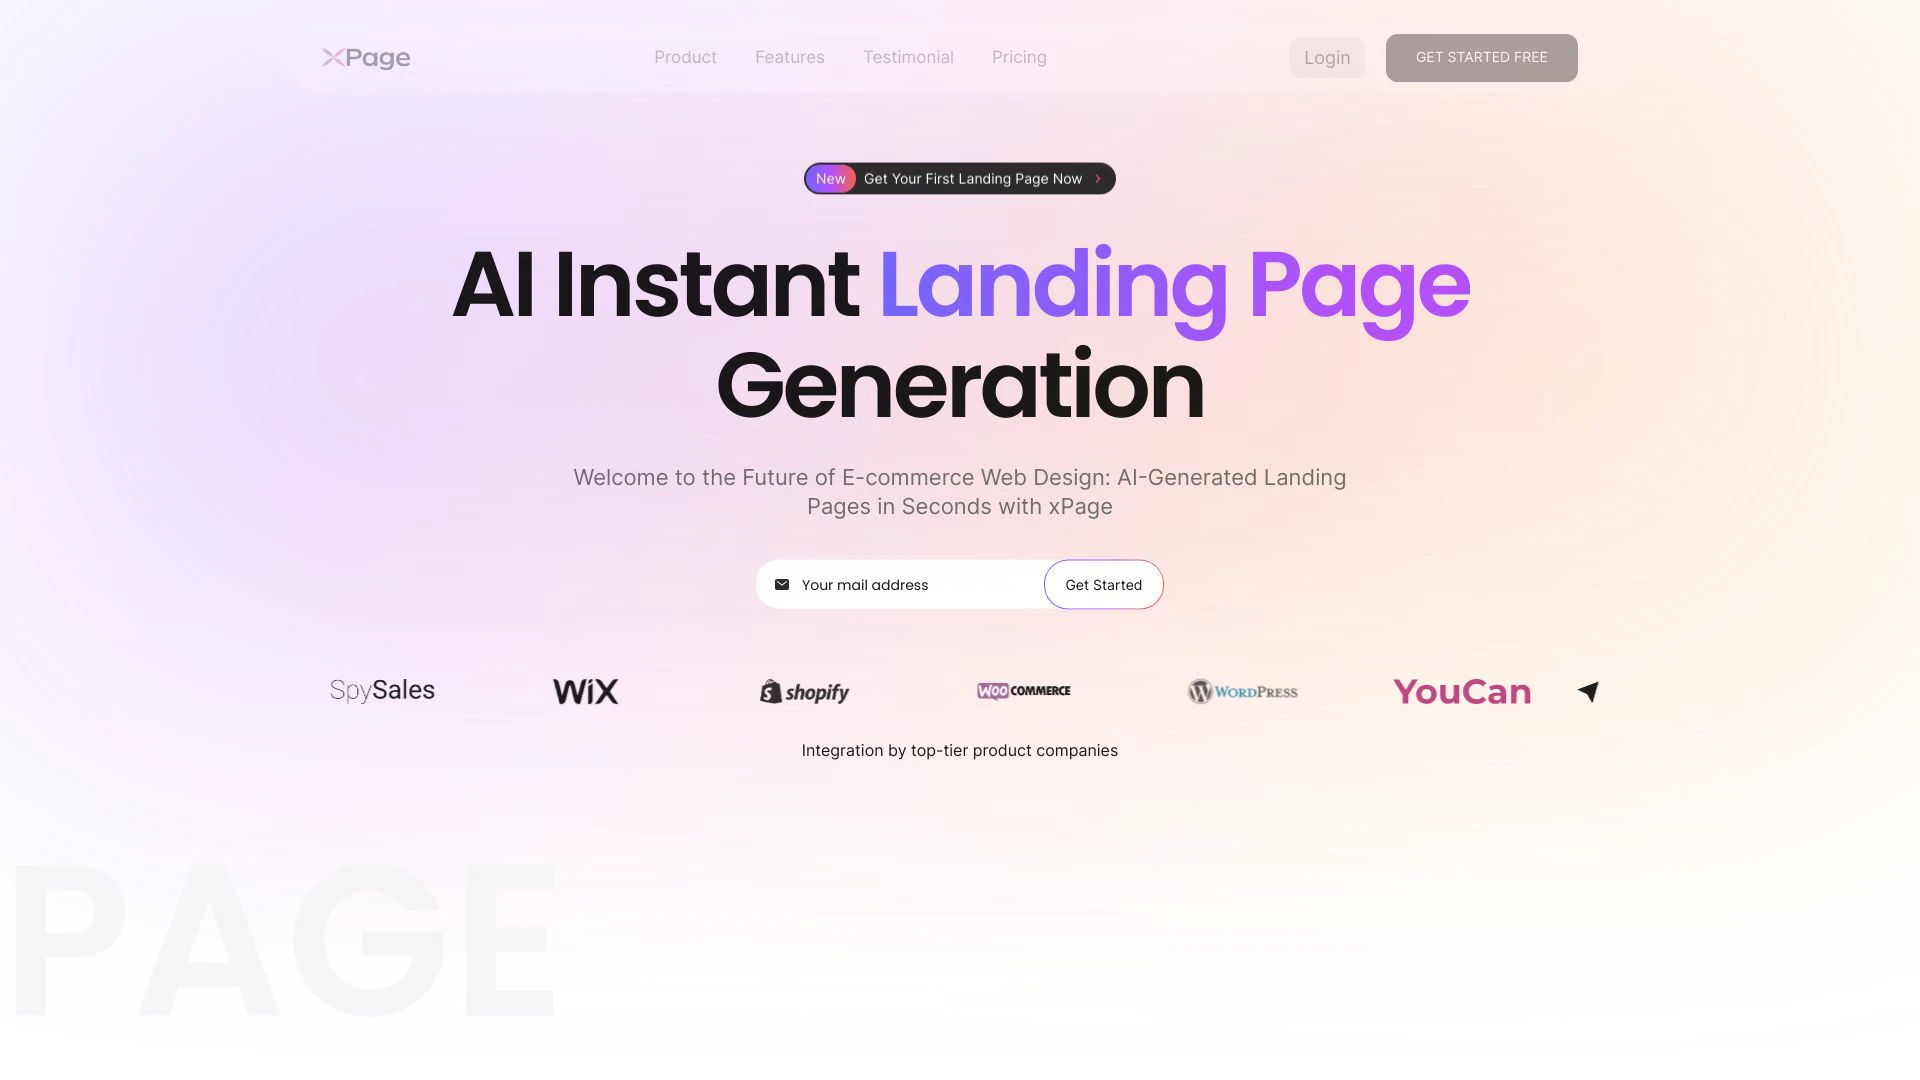 XPage
Product
Features
Testimonial
Pricing
Login
GET STARTED FREE
New Get Your First Landing Page Now
AI Instant Landing Page
Generation
Welcome to the Future of E-commerce Web Design: AI-Generated Landing
Pages in Seconds with xPage
Your mail address
Get Started
SpySales
WiX
shopify
WOO COMMERCE
WORDPRESS
YouCan
Integration by top-tier product companies
PAGE